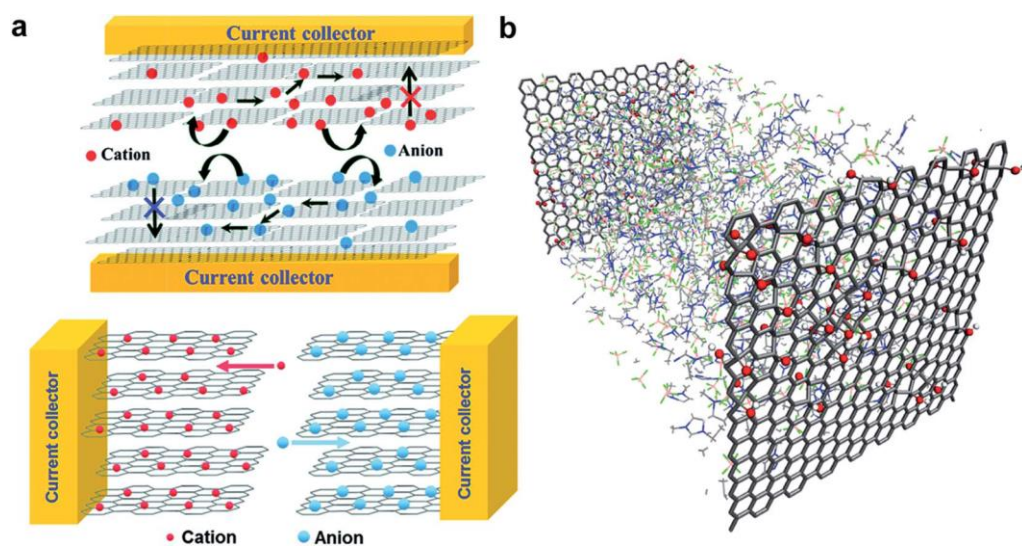 a
Current collector
Cation
Anion
Current collector
Current collector
Current collector
Cation
Anion
b